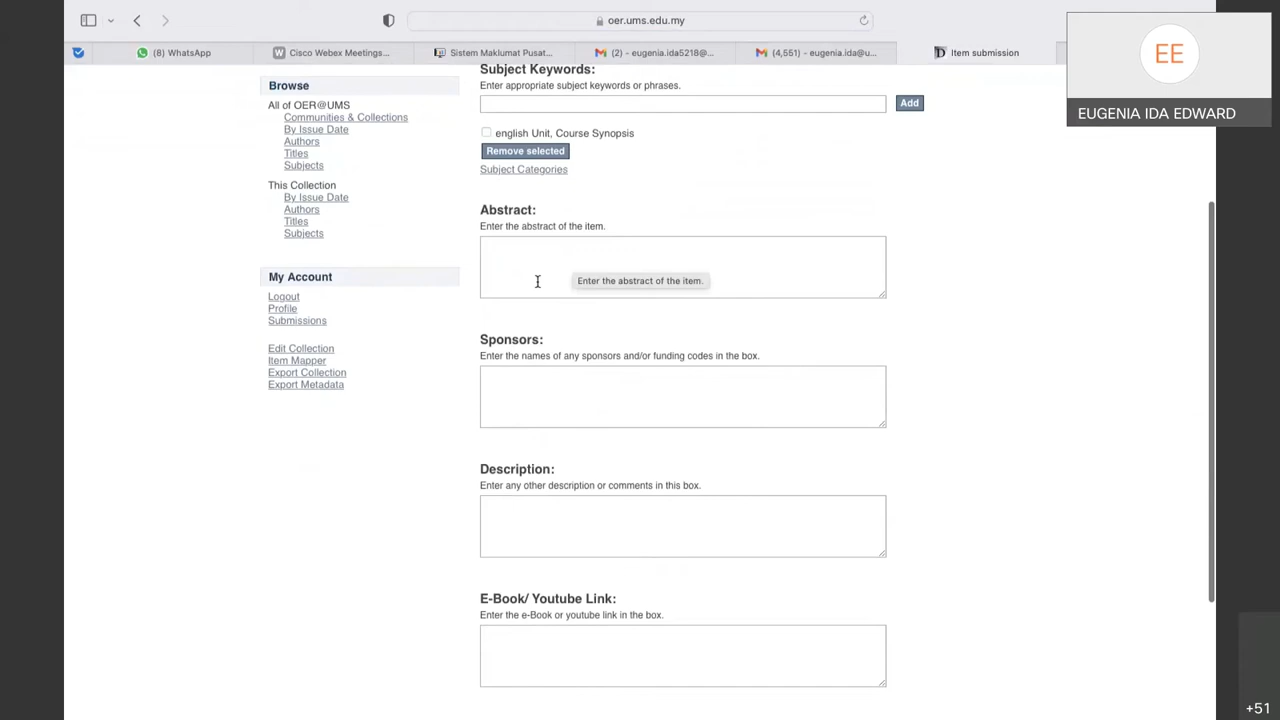 oer.ums.edu.my
(8) WhatsApp
Cisco Webex Meetings...
Sistem Maklumat Pusat...
(2) - eugenia.ida5218@...
(4,551) - eugenia.ida@u...
Item submission
EE
EUGENIA IDA EDWARD
Browse
All of OER@UMS
Communities & Collections
By Issue Date
Authors
Titles
Subjects
This Collection
By Issue Date
Authors
Titles
Subjects
My Account
Logout
Profile
Submissions
Edit Collection
Item Mapper
Export Collection
Export Metadata
Subject Keywords:
Enter appropriate subject keywords or phrases.
Add
english Unit, Course Synopsis
Remove selected
Subject Categories
Abstract:
Enter the abstract of the item.
Enter the abstract of the item.
Sponsors:
Enter the names of any sponsors and/or funding codes in the box.
Description:
Enter any other description or comments in this box.
E-Book/ Youtube Link:
Enter the e-Book or youtube link in the box.
+51